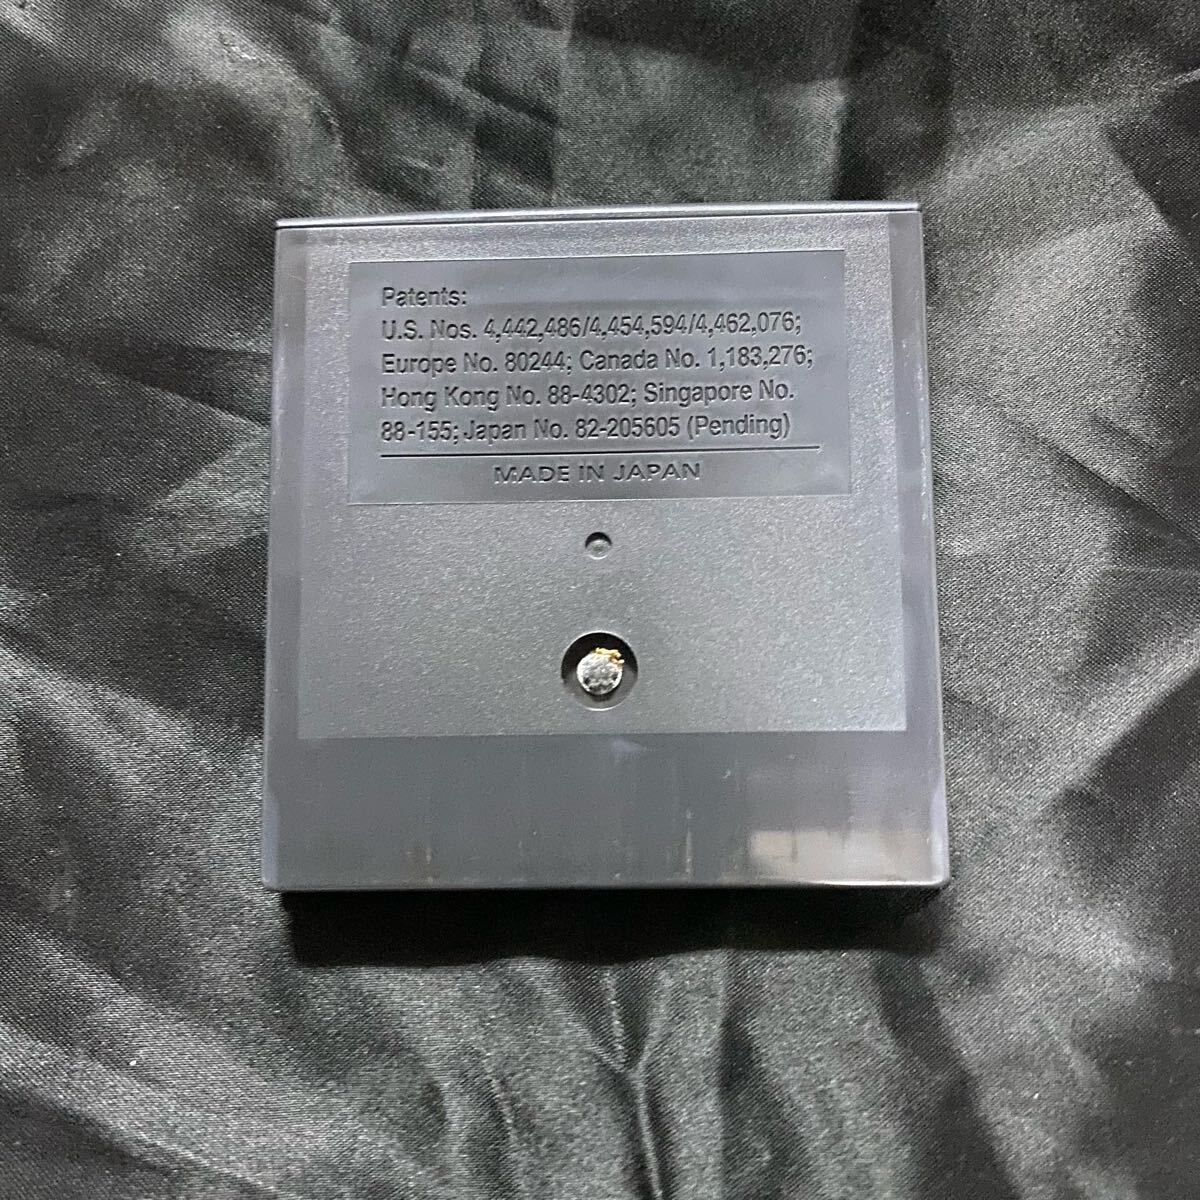 Patents:
U.S. Nos. 4,442,486/4,454,594/4,462,076;
Europe No. 80244; Canada No. 1,183,276;
Hong Kong No. 88-4302; Singapore No.
88-155; Japan No. 82-205605 (Pending)
MADE IN JAPAN